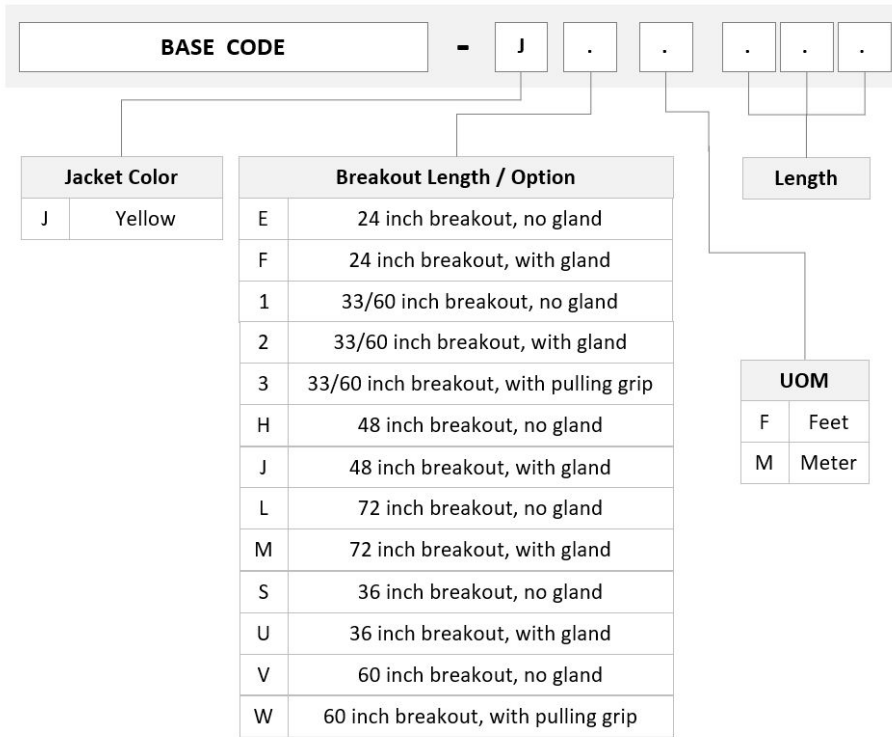 BASE CODE - J . . . . .
Jacket Color
J Yellow
Breakout Length / Option
E 24 inch breakout, no gland
F 24 inch breakout, with gland
1 33/60 inch breakout, no gland
2 33/60 inch breakout, with gland
3 33/60 inch breakout, with pulling grip
H 48 inch breakout, no gland
J 48 inch breakout, with gland
L 72 inch breakout, no gland
M 72 inch breakout, with gland
S 36 inch breakout, no gland
U 36 inch breakout, with gland
V 60 inch breakout, no gland
W 60 inch breakout, with pulling grip
Length
UOM
F Feet
M Meter